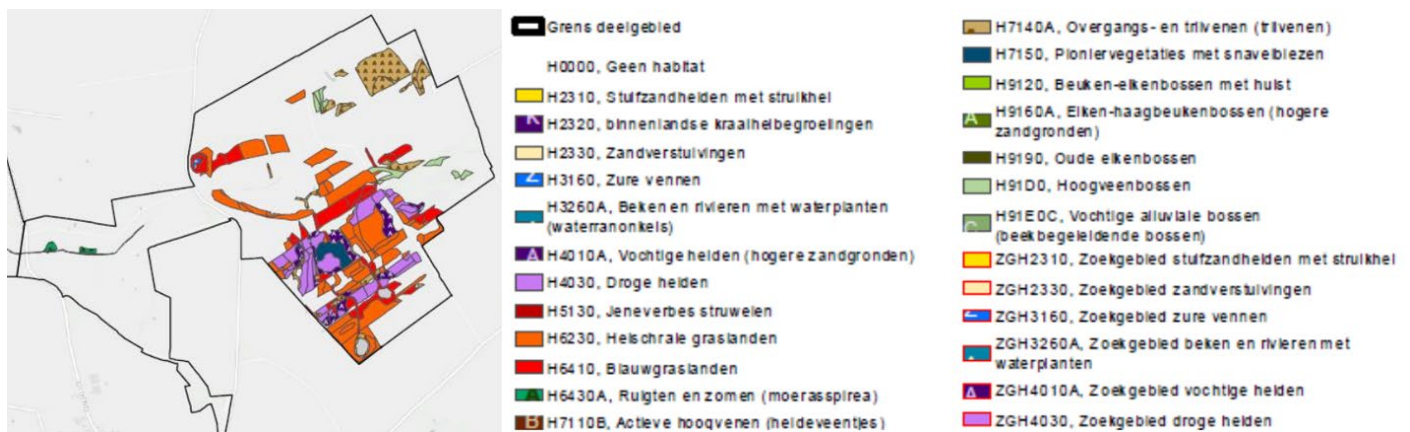 Grens deelgebied
H0000, Geen habitat
H2310, Stuifzandheiden met struikhei
H2320, binnenlandse kraaiheibegroeiingen
H2330, Zandverstuivingen
H3160, Zure vennen
H3260A, Beken en rivieren met waterplanten
(waterranonkels)
H4010A, Vochtige heiden (hogere zandgronden)
H4030, Droge heiden
H5130, Jeneverbes struwelen
H6230, Heischrale graslanden
H6410, Blauwgraslanden
H6430A, Ruigten en zomen (moerasspirea)
H7110B, Actieve hoogvenen (heideveentjes)
H7140A, Overgangs- en trilvenen (trilvenen)
H7150, Pioniervegetaties met snavelbiezen
H9120, Beuken-eikenbossen met hulst
H9160A, Eiken-haagbeukenbossen (hogere
zandgronden)
H9190, Oude eikenbossen
H91D0, Hoogveenbossen
H91E0C, Vochtige alluviale bossen
(beekbegeleidende bossen)
ZGH2310, Zoekgebied stuifzandheiden met struikhei
ZGH2330, Zoekgebied zandverstuivingen
ZGH3160, Zoekgebied zure vennen
ZGH3260A, Zoekgebied beken en rivieren met
waterplanten
ZGH4010A, Zoekgebied vochtige heiden
ZGH4030, Zoekgebied droge heiden